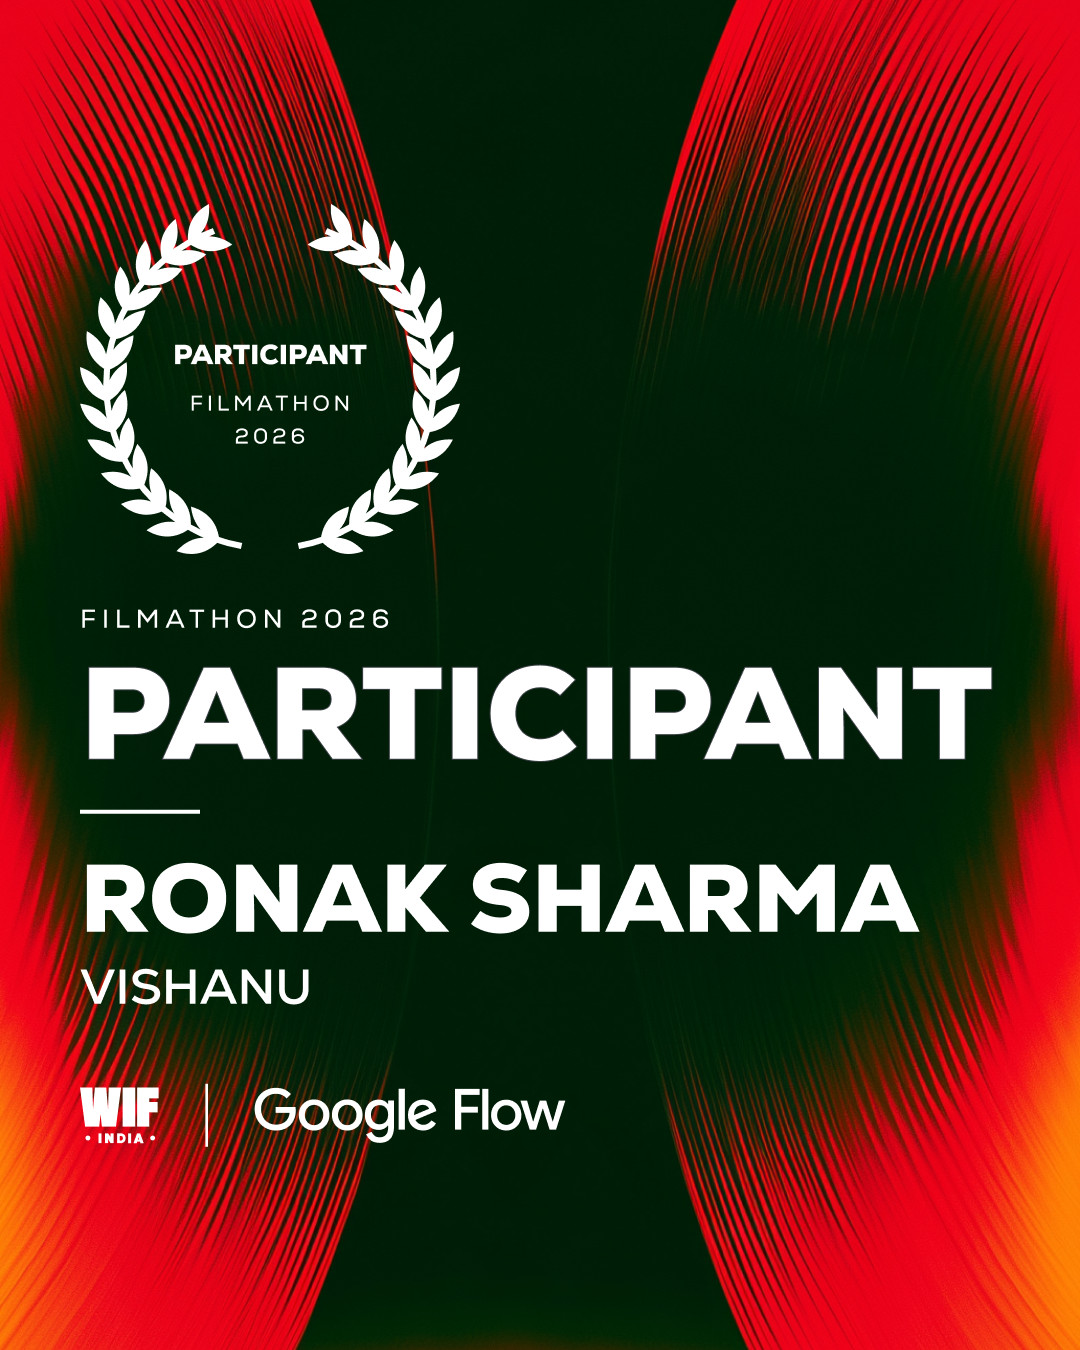 PARTICIPANT
FILMATHON
2026
FILMATHON 2026
PARTICIPANT
RONAK SHARMA
VISHANU
WIF
• INDIA •
Google Flow